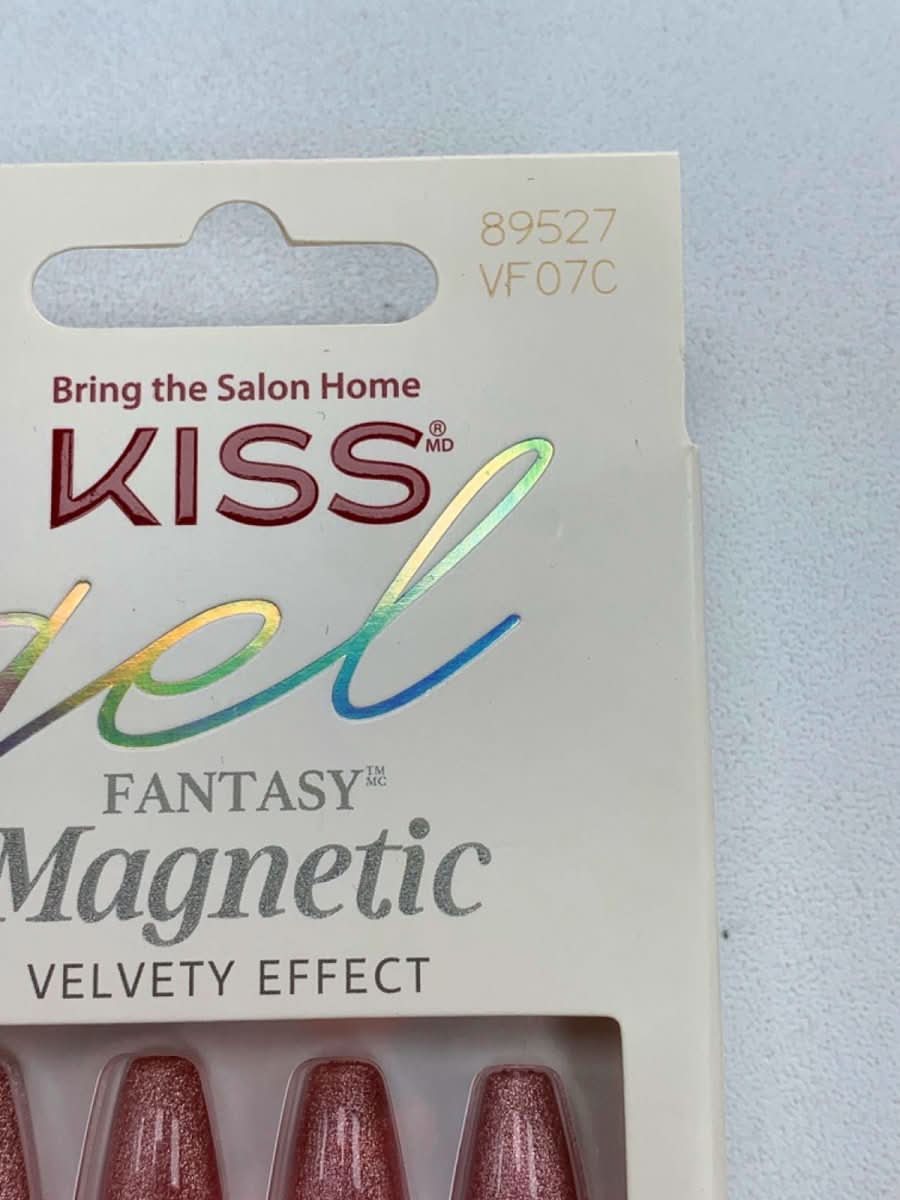 89527
VF07C
Bring the Salon Home
KISS®MD
gel
FANTASY™MC
Magnetic
VELVETY EFFECT